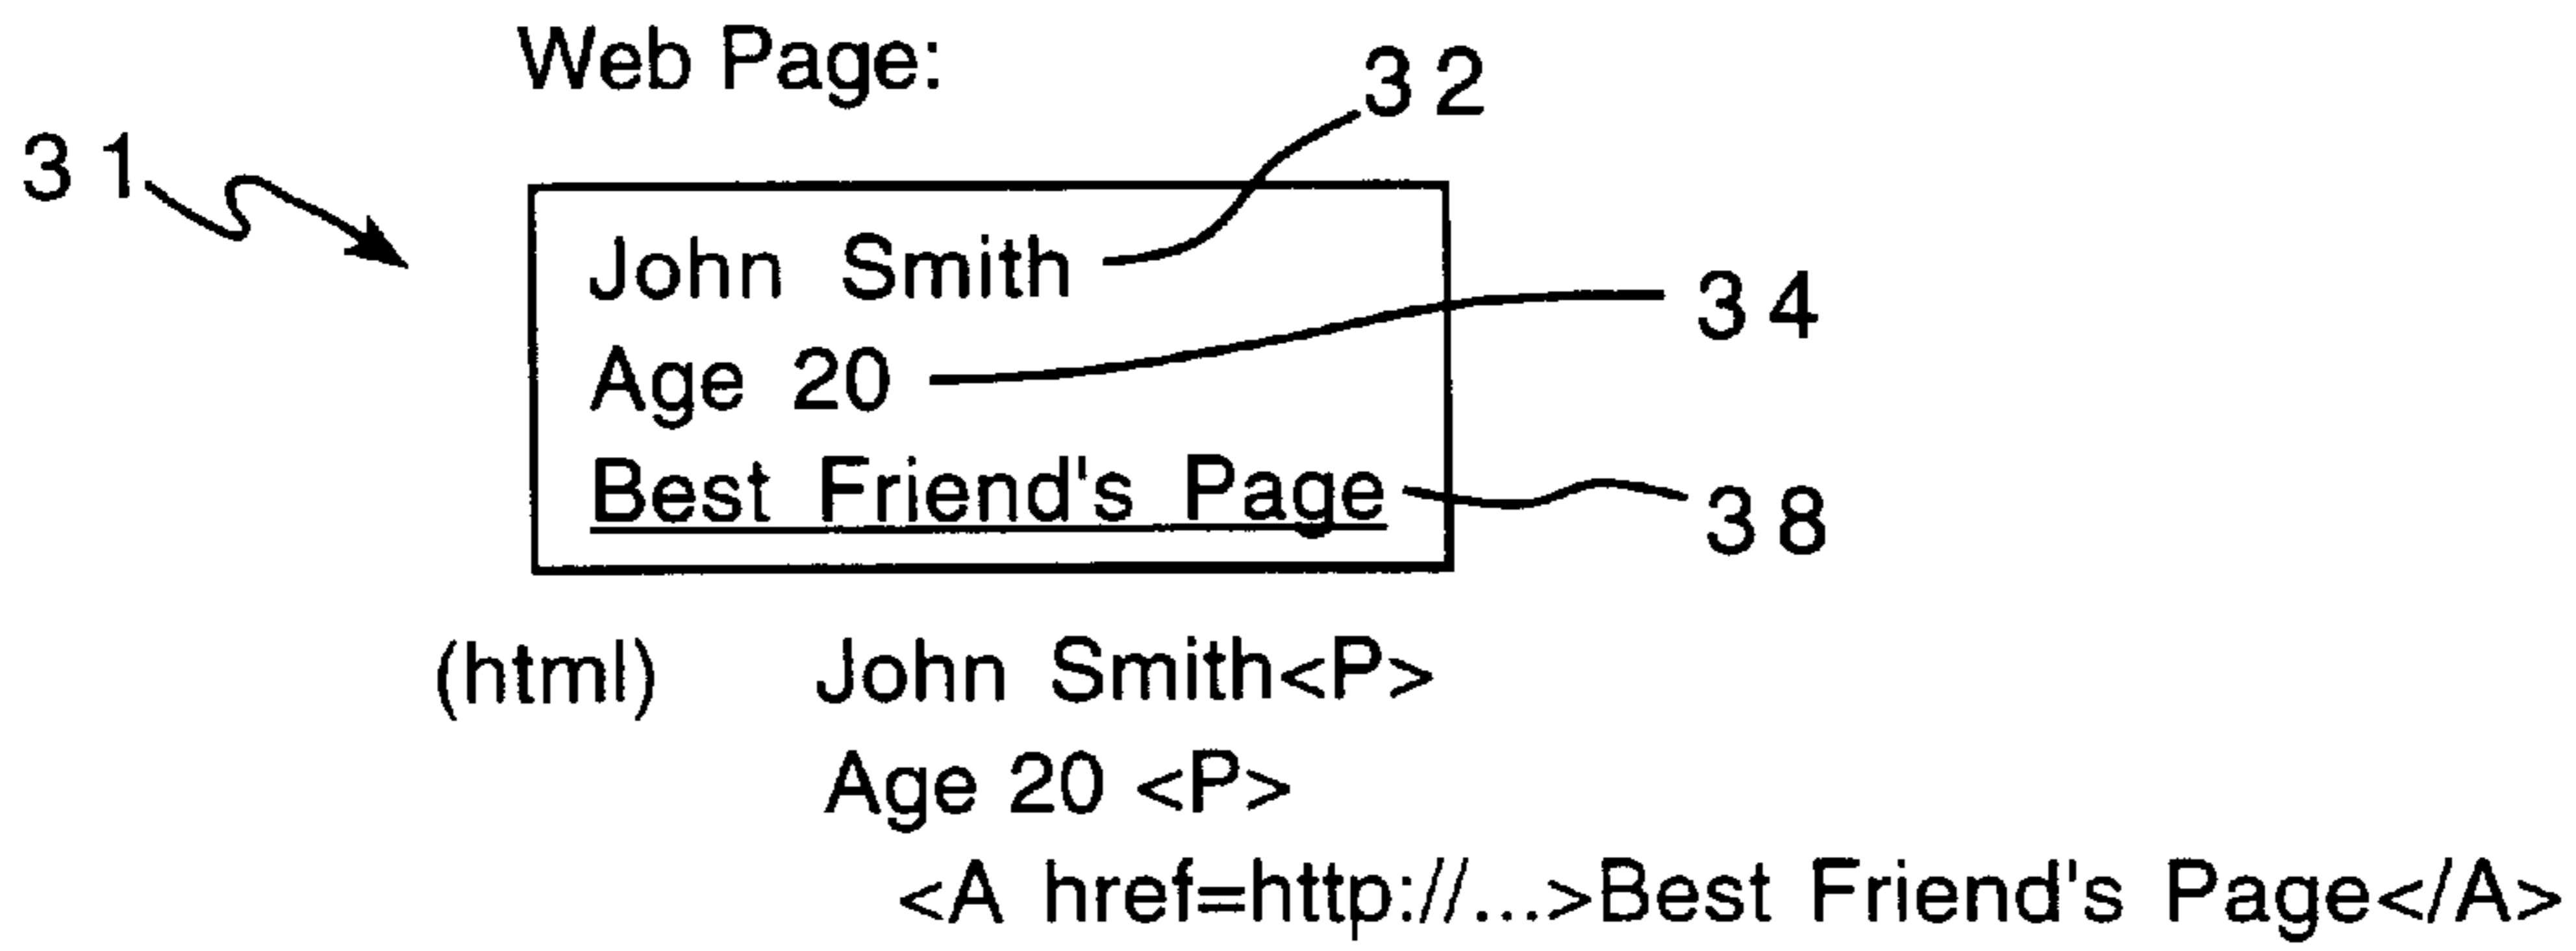 Web Page:
32
31
John Smith
34
Age 20
Best Friend's Page
38
(html) John Smith<P>
Age 20 <P>
<A href=http://...>Best Friend's Page</A>